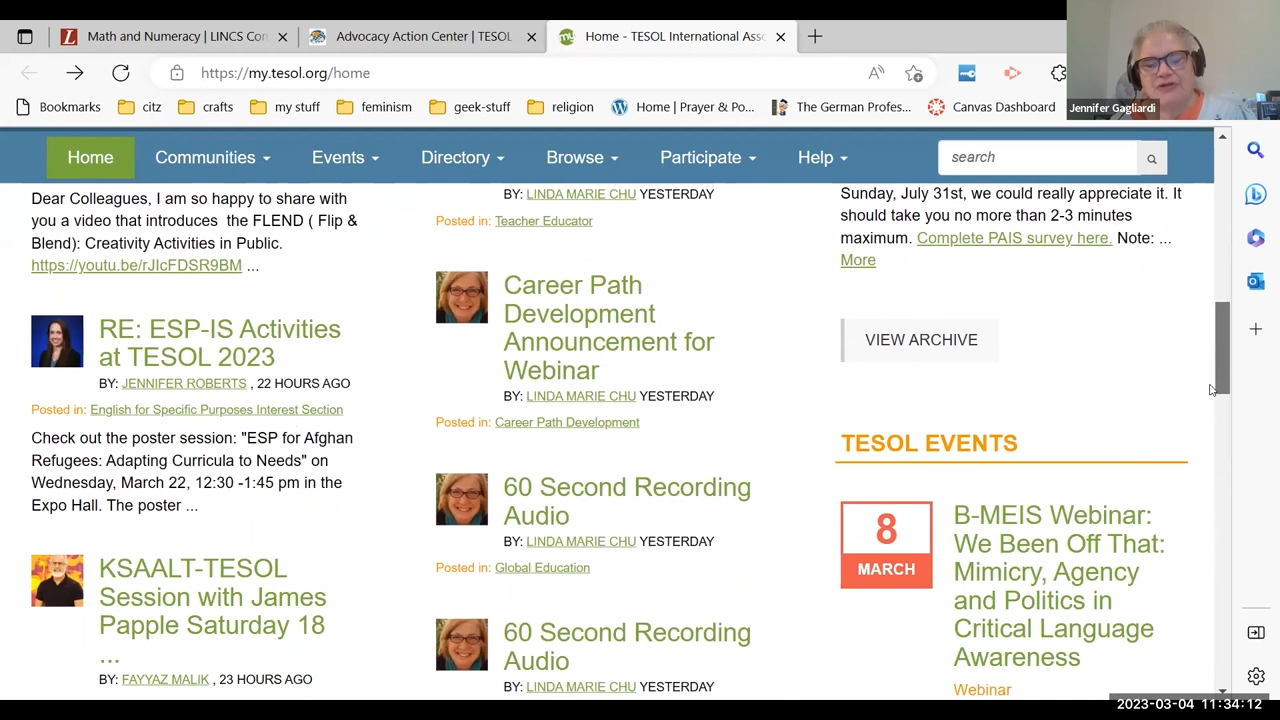 Math and Numeracy | LINCS Con
Advocacy Action Center | TESOL
Home - TESOL International Asso
https://my.tesol.org/home
Jennifer Gagliardi
Bookmarks
citz
crafts
my stuff
feminism
geek-stuff
religion
Home | Prayer & Po...
The German Profes...
Canvas Dashboard
Home
Communities
Events
Directory
Browse
Participate
Help
search
Dear Colleagues, I am so happy to share with
you a video that introduces the FLEND ( Flip &
Blend): Creativity Activities in Public.
https://youtu.be/rJIcFDSR9BM ...
RE: ESP-IS Activities
at TESOL 2023
BY: JENNIFER ROBERTS , 22 HOURS AGO
Posted in: English for Specific Purposes Interest Section
Check out the poster session: "ESP for Afghan
Refugees: Adapting Curricula to Needs" on
Wednesday, March 22, 12:30 -1:45 pm in the
Expo Hall. The poster ...
KSAALT-TESOL
Session with James
Papple Saturday 18
...
BY: FAYYAZ MALIK , 23 HOURS AGO
BY: LINDA MARIE CHU YESTERDAY
Posted in: Teacher Educator
Career Path
Development
Announcement for
Webinar
BY: LINDA MARIE CHU YESTERDAY
Posted in: Career Path Development
60 Second Recording
Audio
BY: LINDA MARIE CHU YESTERDAY
Posted in: Global Education
60 Second Recording
Audio
BY: LINDA MARIE CHU YESTERDAY
Sunday, July 31st, we could really appreciate it. It
should take you no more than 2-3 minutes
maximum. Complete PAIS survey here. Note: ...
More
VIEW ARCHIVE
TESOL EVENTS
8
MARCH
B-MEIS Webinar:
We Been Off That:
Mimicry, Agency
and Politics in
Critical Language
Awareness
Webinar
2023-03-04 11:34:12